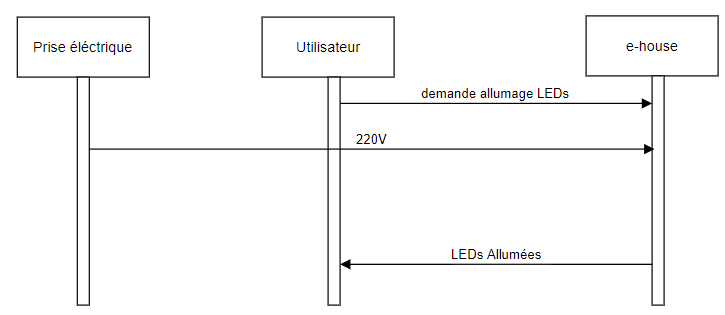 Prise éléctrique
Utilisateur
e-house
demande allumage LEDs
220V
LEDs Allumées